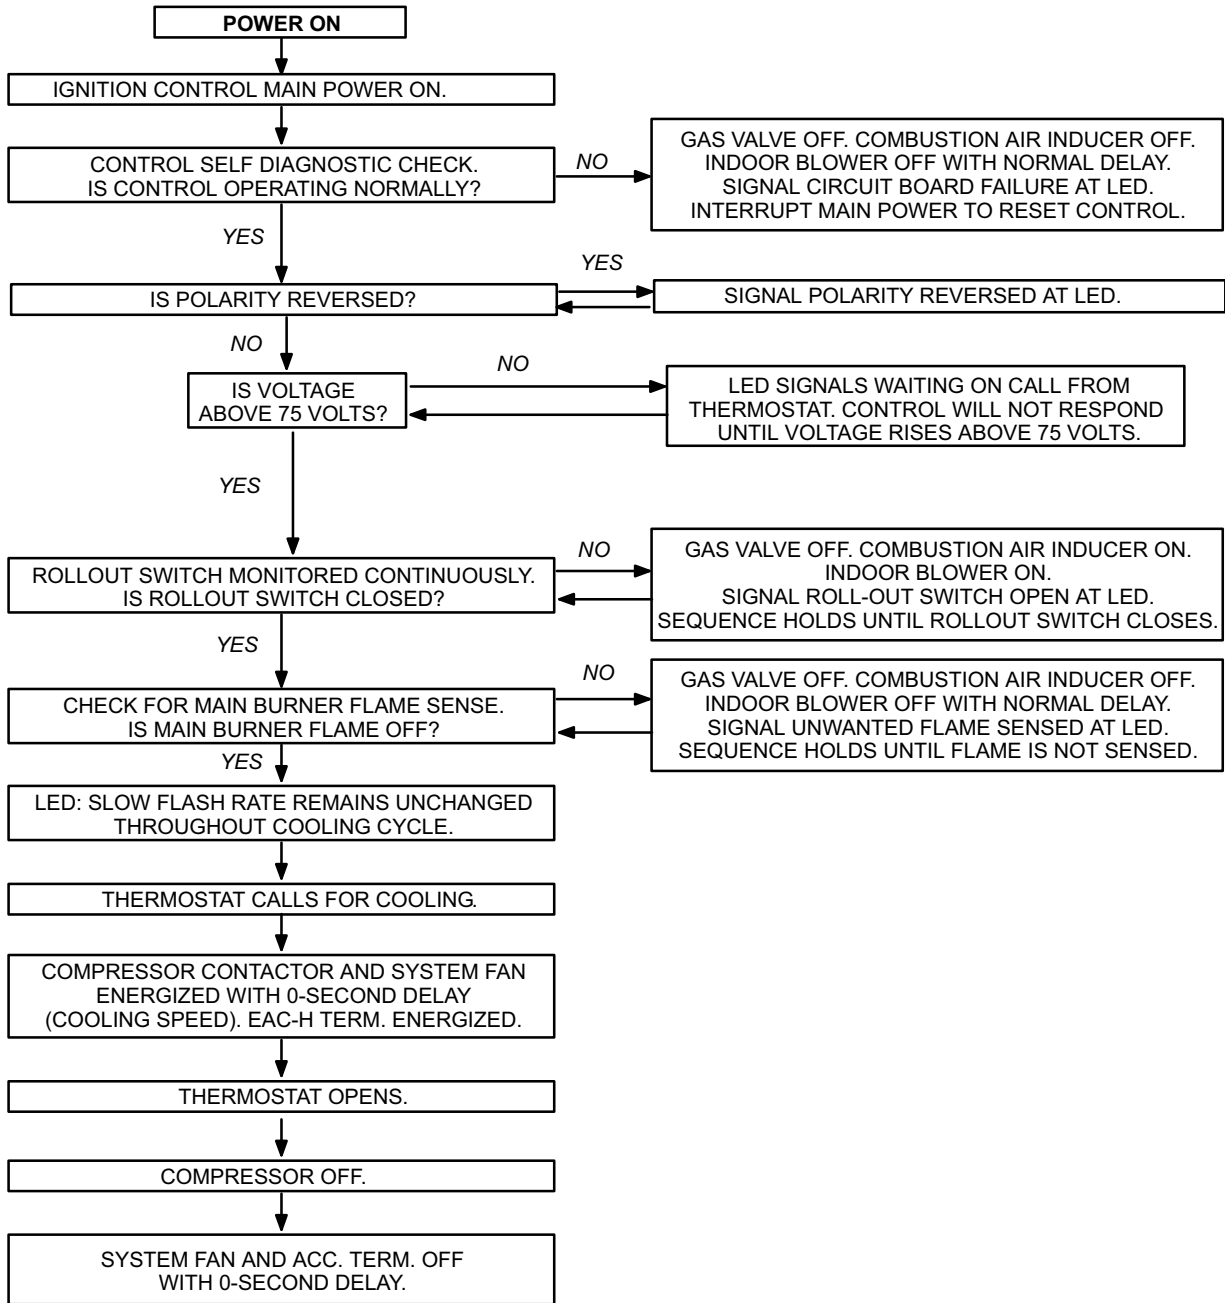 POWER ON
IGNITION CONTROL MAIN POWER ON.
CONTROL SELF DIAGNOSTIC CHECK.
IS CONTROL OPERATING NORMALLY?
NO
GAS VALVE OFF. COMBUSTION AIR INDUCER OFF.
INDOOR BLOWER OFF WITH NORMAL DELAY.
SIGNAL CIRCUIT BOARD FAILURE AT LED.
INTERRUPT MAIN POWER TO RESET CONTROL.
YES
IS POLARITY REVERSED?
YES
SIGNAL POLARITY REVERSED AT LED.
NO
IS VOLTAGE
ABOVE 75 VOLTS?
NO
LED SIGNALS WAITING ON CALL FROM
THERMOSTAT. CONTROL WILL NOT RESPOND
UNTIL VOLTAGE RISES ABOVE 75 VOLTS.
YES
ROLLOUT SWITCH MONITORED CONTINUOUSLY.
IS ROLLOUT SWITCH CLOSED?
NO
GAS VALVE OFF. COMBUSTION AIR INDUCER ON.
INDOOR BLOWER ON.
SIGNAL ROLL-OUT SWITCH OPEN AT LED.
SEQUENCE HOLDS UNTIL ROLLOUT SWITCH CLOSES.
YES
CHECK FOR MAIN BURNER FLAME SENSE.
IS MAIN BURNER FLAME OFF?
NO
GAS VALVE OFF. COMBUSTION AIR INDUCER OFF.
INDOOR BLOWER OFF WITH NORMAL DELAY.
SIGNAL UNWANTED FLAME SENSED AT LED.
SEQUENCE HOLDS UNTIL FLAME IS NOT SENSED.
YES
LED: SLOW FLASH RATE REMAINS UNCHANGED
THROUGHOUT COOLING CYCLE.
THERMOSTAT CALLS FOR COOLING.
COMPRESSOR CONTACTOR AND SYSTEM FAN
ENERGIZED WITH 0-SECOND DELAY
(COOLING SPEED). EAC-H TERM. ENERGIZED.
THERMOSTAT OPENS.
COMPRESSOR OFF.
SYSTEM FAN AND ACC. TERM. OFF
WITH 0-SECOND DELAY.